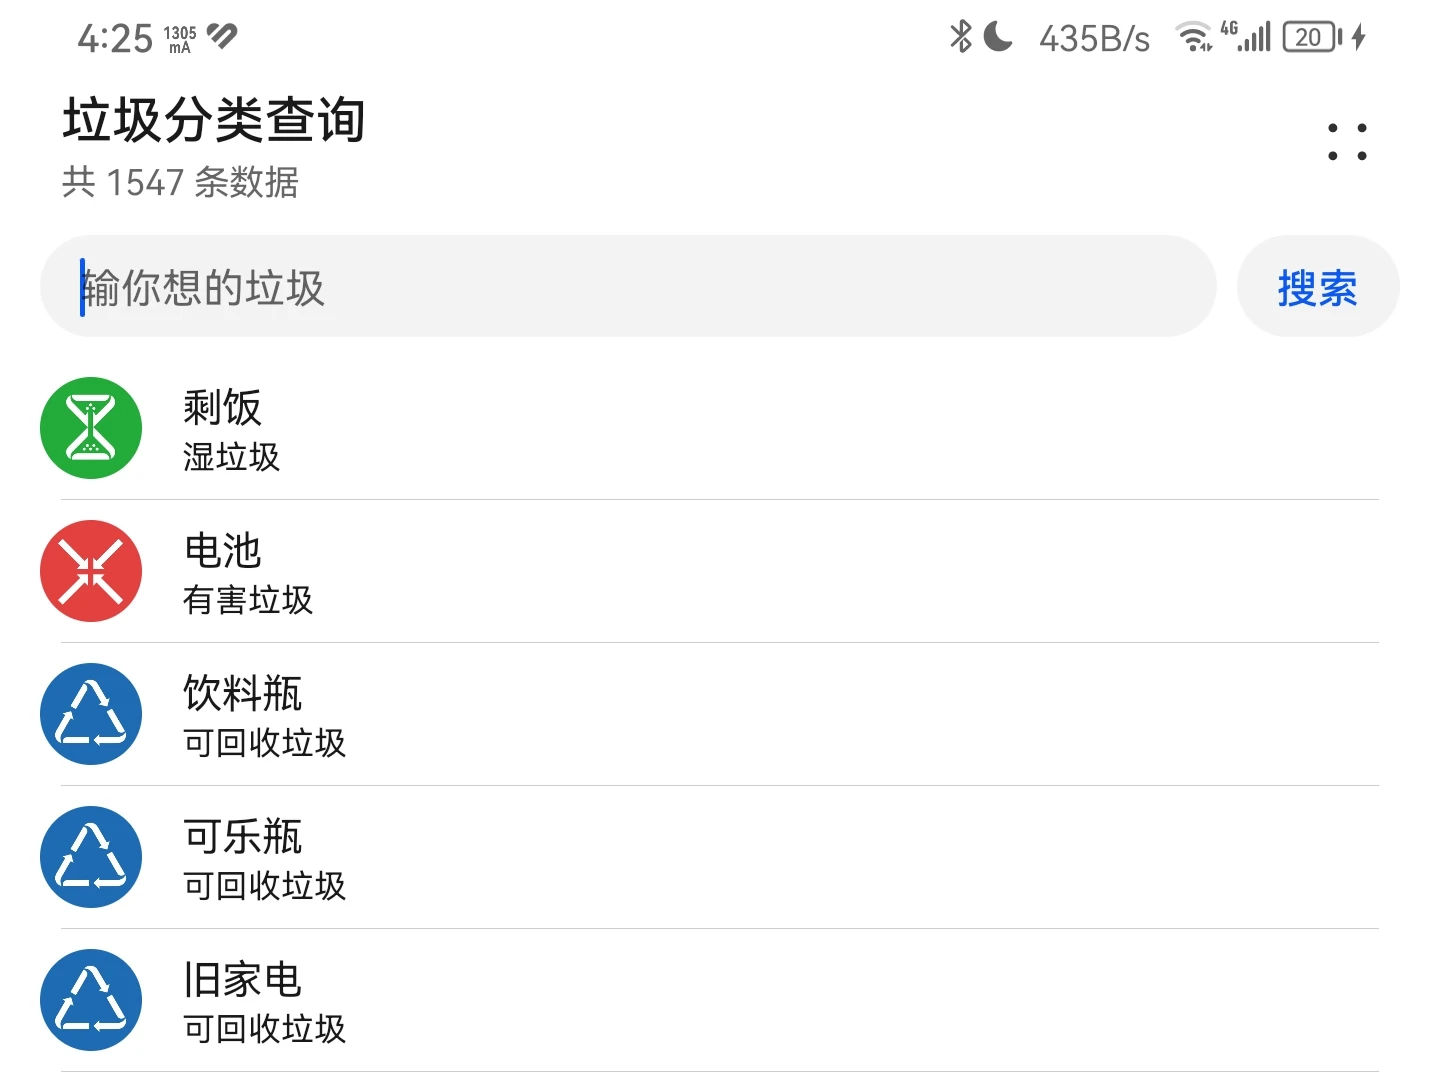 4:25 1305 mA 435B/s 4G 20
垃圾分类查询
共 1547 条数据
输你想的垃圾 搜索
剩饭
湿垃圾
电池
有害垃圾
饮料瓶
可回收垃圾
可乐瓶
可回收垃圾
旧家电
可回收垃圾